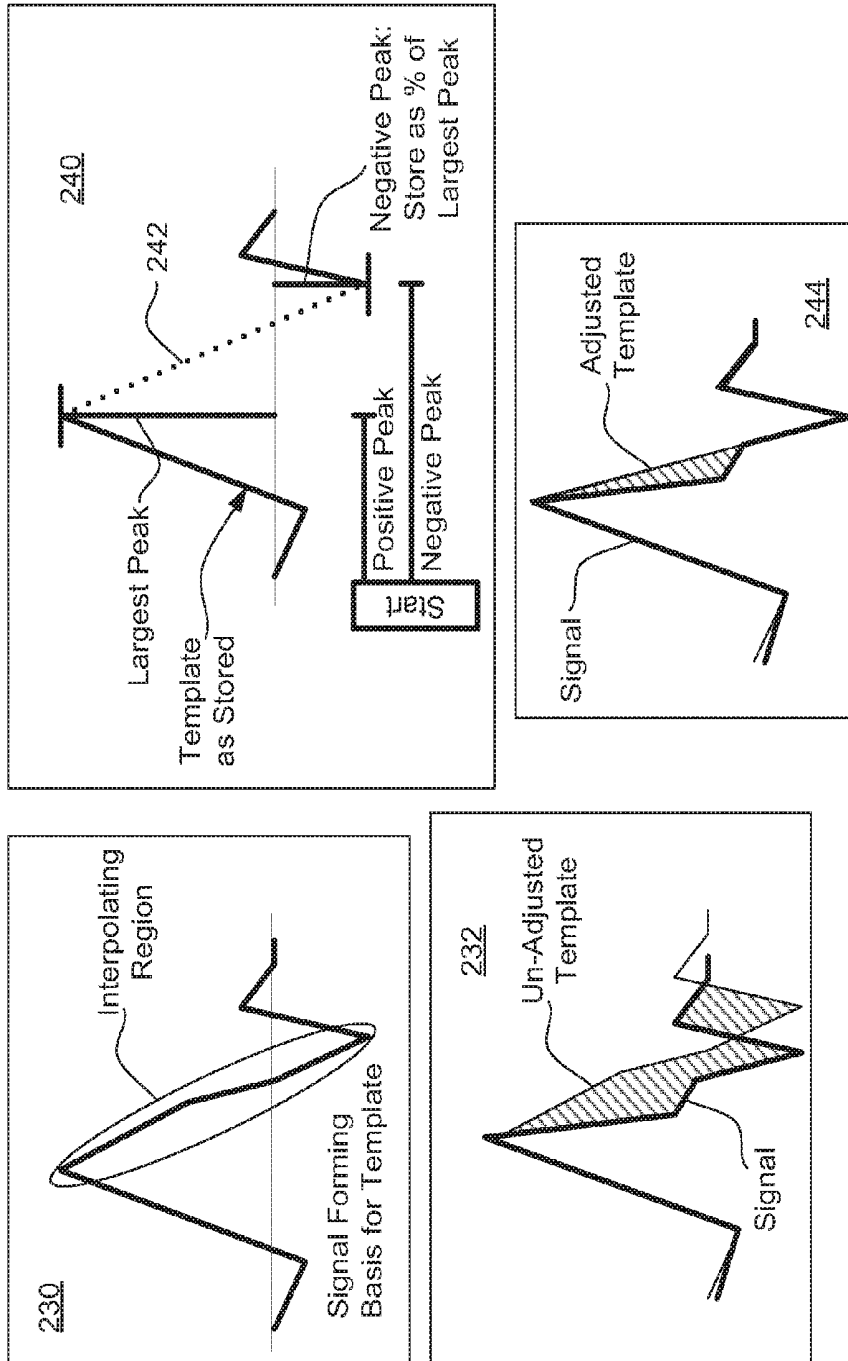 230
Interpolating
Region
Signal Forming
Basis for Template
240
242
Largest Peak
Template
as Stored
Negative Peak:
Store as % of
Largest Peak
Start
Positive Peak
Negative Peak
232
Un-Adjusted
Template
Signal
Signal
Adjusted
Template
244